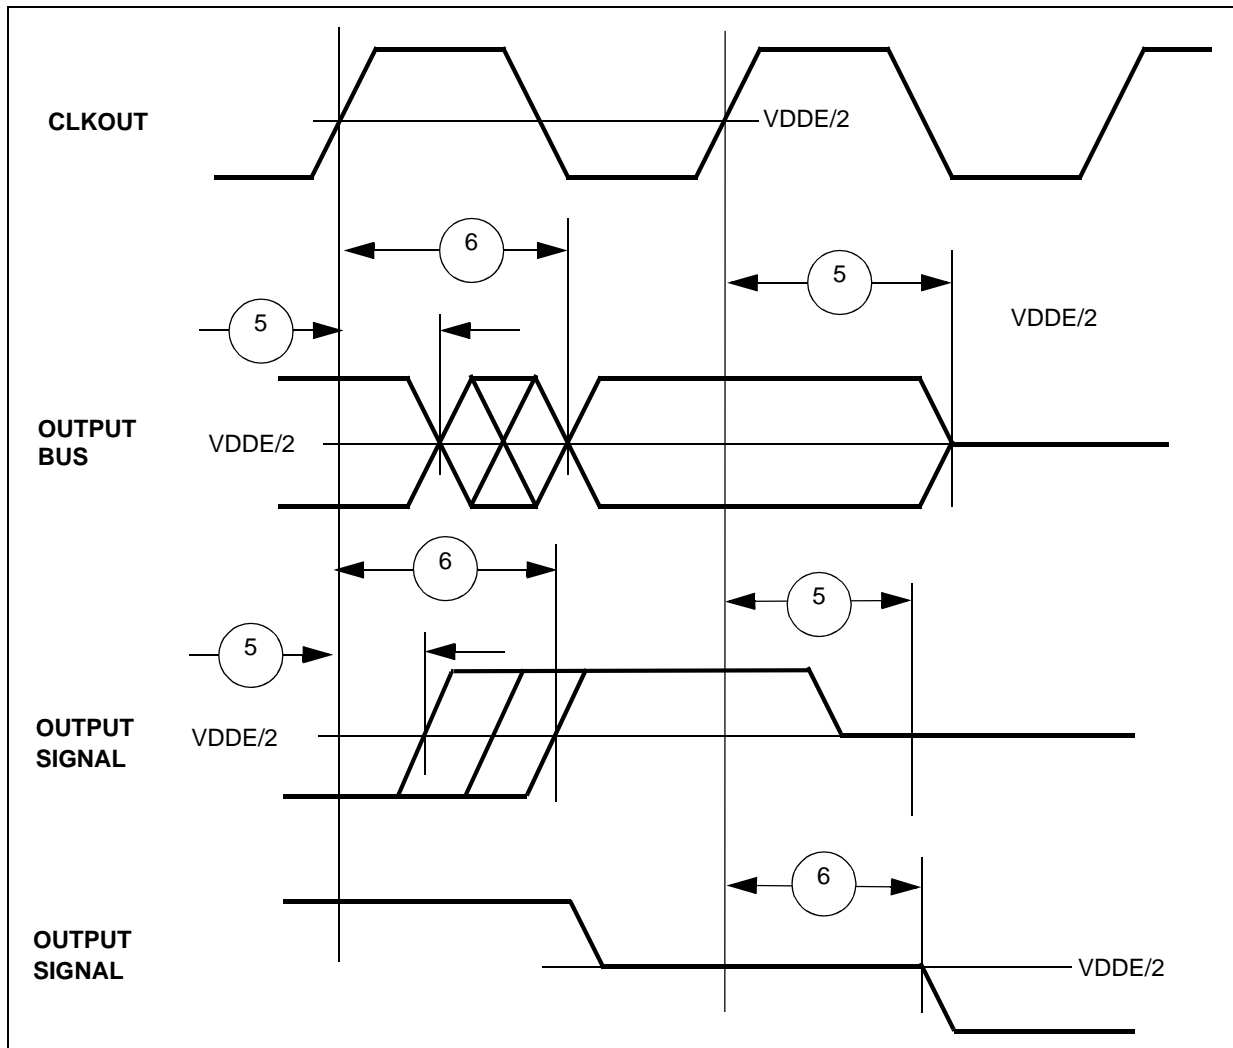 CLKOUT
VDDE/2
6
5
5
VDDE/2
OUTPUT
BUS
VDDE/2
6
5
5
OUTPUT
SIGNAL
VDDE/2
6
OUTPUT
SIGNAL
VDDE/2